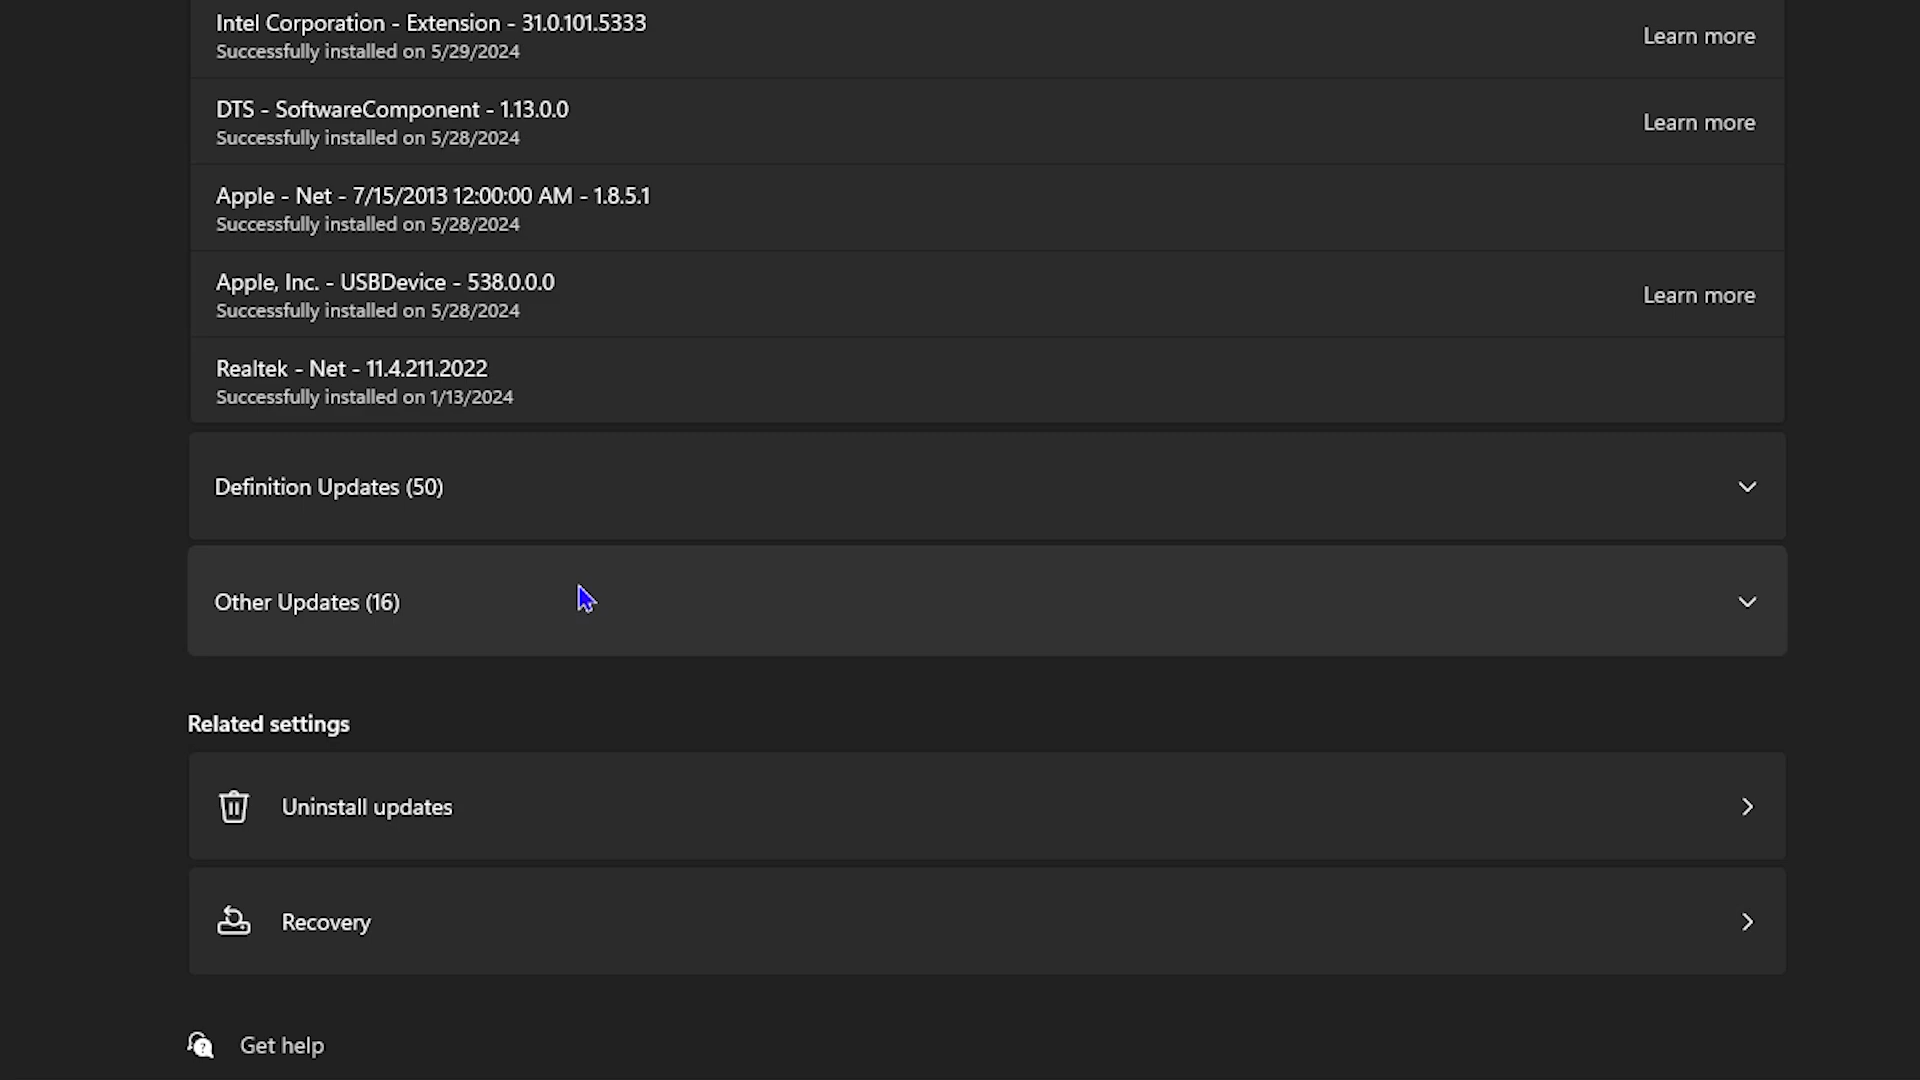 Intel Corporation - Extension - 31.0.101.5333
Successfully installed on 5/29/2024
Learn more
DTS - SoftwareComponent - 1.13.0.0
Successfully installed on 5/28/2024
Learn more
Apple - Net - 7/15/2013 12:00:00 AM - 1.8.5.1
Successfully installed on 5/28/2024
Apple, Inc. - USBDevice - 538.0.0.0
Successfully installed on 5/28/2024
Learn more
Realtek - Net - 11.4.211.2022
Successfully installed on 1/13/2024
Definition Updates (50)
Other Updates (16)
Related settings
Uninstall updates
Recovery
Get help